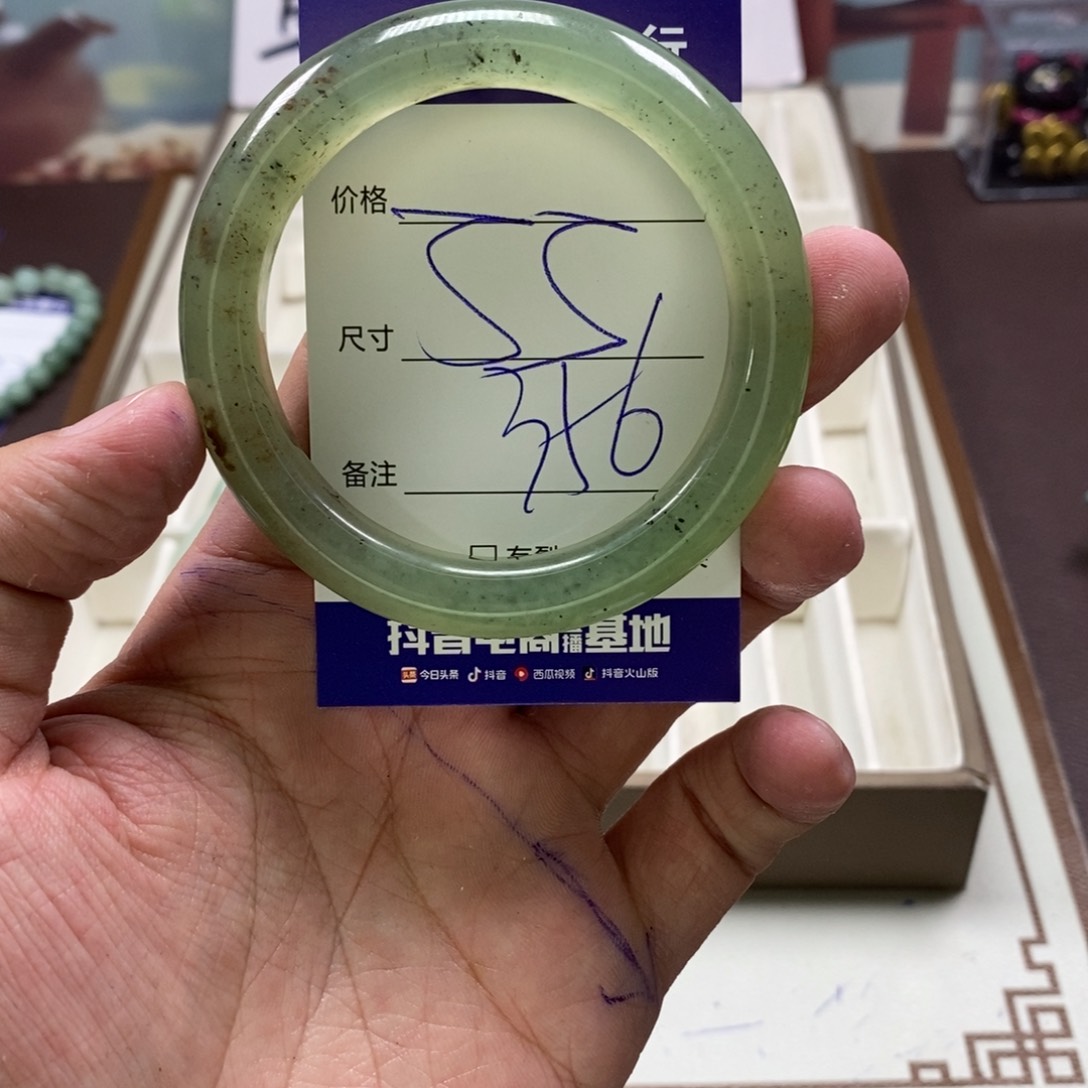 行
价格
55
尺寸
备注
抖音电商直播基地
今日头条 抖音 西瓜视频 抖音火山版